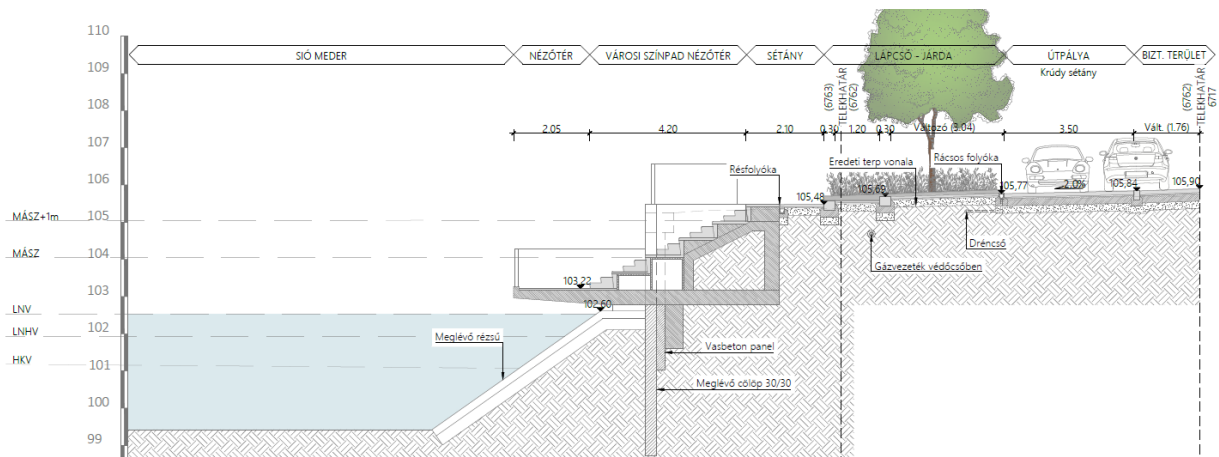 110
SIÓ MEDER
NÉZŐTÉR
VÁROSI SZÍNPAD NÉZŐTÉR
SÉTÁNY
LÁPCSŐ - JÁRDA
ÚTPÁLYA
BIZT. TERÜLET
Krúdy sétány
109
108
(6763)
TELEKHATÁR
(6762)
(6762)
TELEKHATÁR
6717
107
2.05
4.20
2.10
0.30
1.20
0.30
Változó (3.04)
3.50
Vált. (1.76)
106
Résfolyóka
Eredeti terp vonala
Rácsos folyóka
105,48
105,69
105,77
2.0%
105,84
105,90
MÁSZ+1m
105
MÁSZ
104
Dréncső
Gázvezeték védőcsőben
103
103,22
102,60
LNV
102
LNHV
Meglévő rézsű
Vasbeton panel
HKV
101
Meglévő cölöp 30/30
100
99